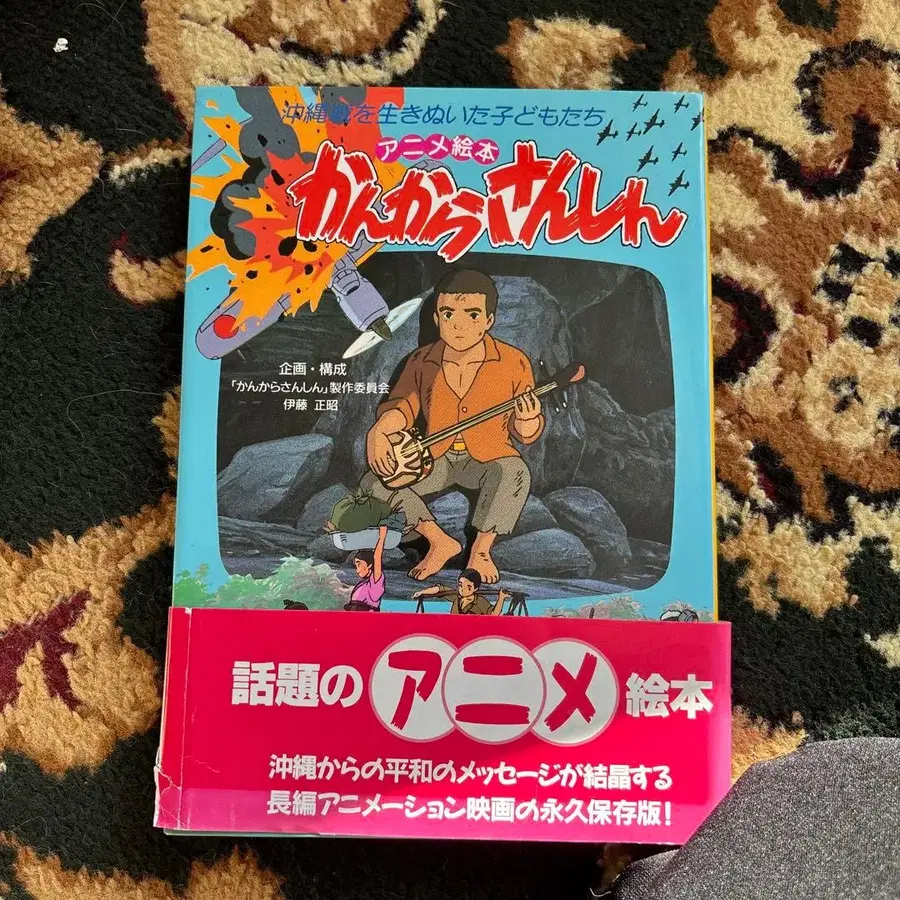 沖縄戦を生きぬいた子どもたち
アニメ絵本
かんからさんしん
企画・構成
「かんからさんしん」製作委員会
伊藤 正昭
話題のアニメ絵本
沖縄からの平和のメッセージが結晶する
長編アニメーション映画の永久保存版!